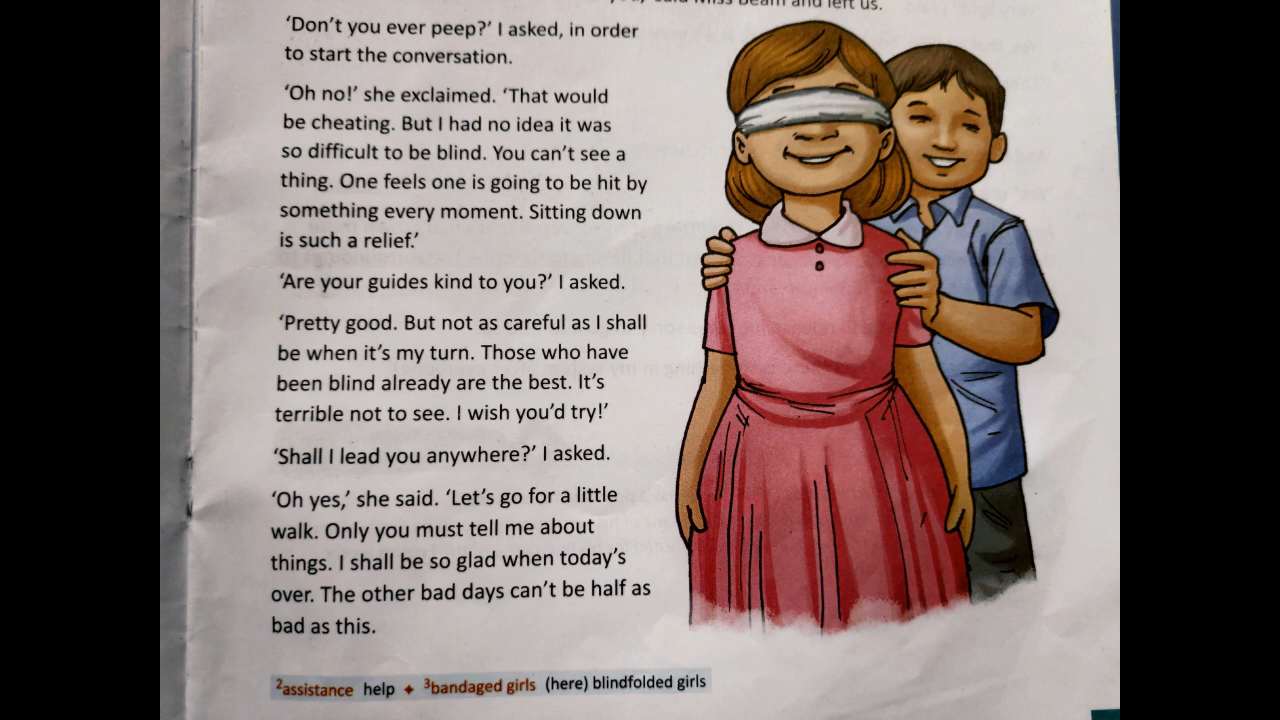 you,' said Miss Beam and left us.
‘Don’t you ever peep?’ I asked, in order
to start the conversation.
‘Oh no!’ she exclaimed. ‘That would
be cheating. But I had no idea it was
so difficult to be blind. You can’t see a
thing. One feels one is going to be hit by
something every moment. Sitting down
is such a relief.’
‘Are your guides kind to you?’ I asked.
‘Pretty good. But not as careful as I shall
be when it’s my turn. Those who have
been blind already are the best. It’s
terrible not to see. I wish you’d try!’
‘Shall I lead you anywhere?’ I asked.
‘Oh yes,’ she said. ‘Let’s go for a little
walk. Only you must tell me about
things. I shall be so glad when today’s
over. The other bad days can’t be half as
bad as this.
²assistance help ✦ ³bandaged girls (here) blindfolded girls